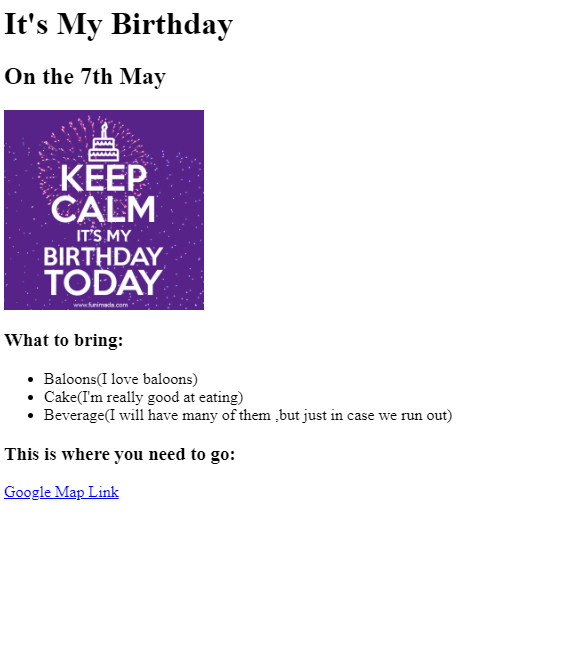 It's My Birthday
On the 7th May
KEEP
CALM
IT'S MY
BIRTHDAY
TODAY
www.funimada.com
What to bring:
Baloons(I love baloons)
Cake(I'm really good at eating)
Beverage(I will have many of them ,but just in case we run out)
This is where you need to go:
Google Map Link